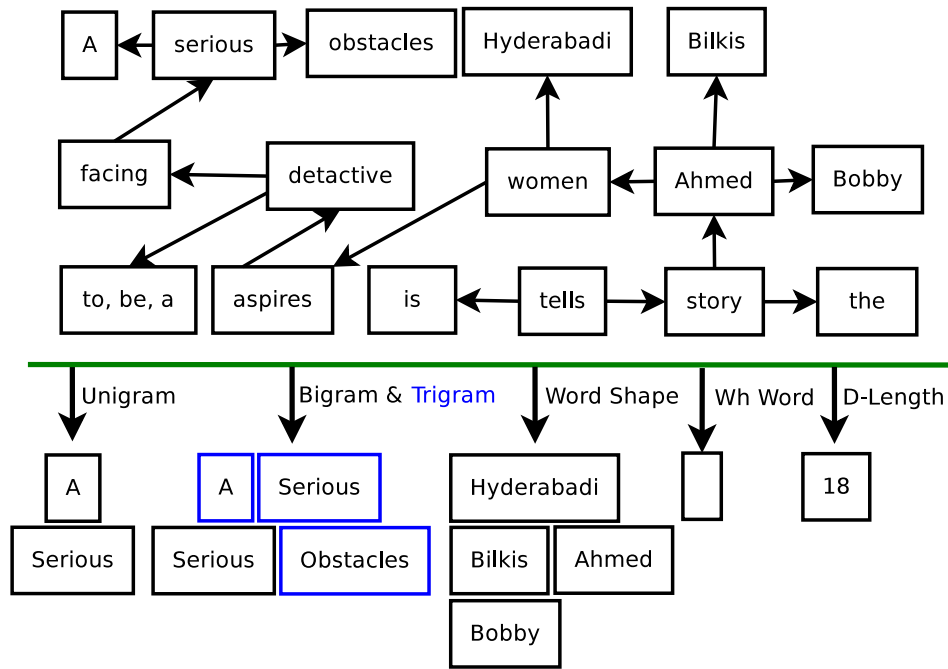 A serious obstacles Hyderabadi Bilkis
facing detactive women Ahmed Bobby
to, be, a aspires is tells story the
Unigram Bigram & Trigram Word Shape Wh Word D-Length
A A Serious Hyderabadi 18
Serious Serious Obstacles Bilkis Ahmed
Bobby